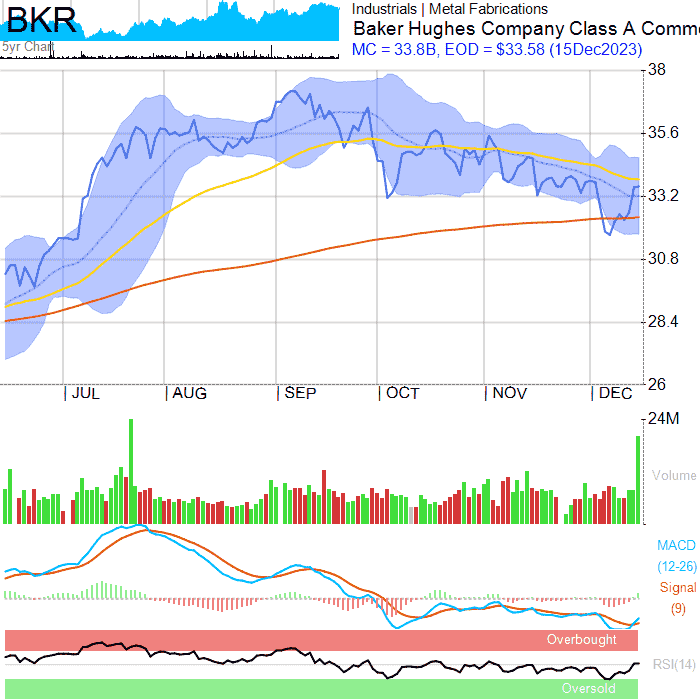 BKR
5yr Chart
Industrials | Metal Fabrications
Baker Hughes Company Class A Comm
MC = 33.8B, EOD = $33.58 (15Dec2023)
38
35.6
33.2
30.8
28.4
26
JUL AUG SEP OCT NOV DEC
24M
Volume
MACD
(12-26)
Signal
(9)
Overbought
RSI(14)
Oversold